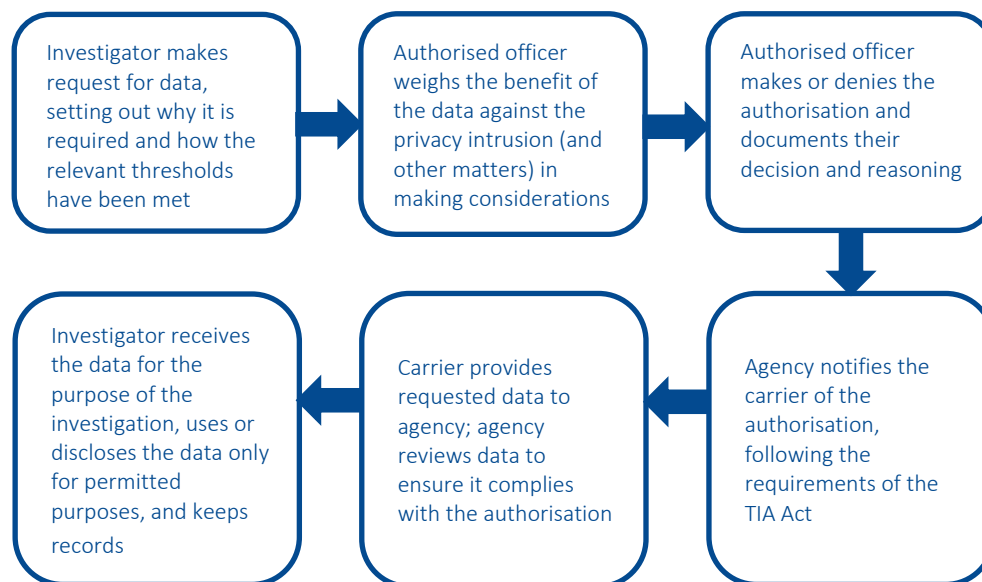 Investigator makes
request for data,
setting out why it is
required and how the
relevant thresholds
have been met
Authorised officer
weighs the benefit of
the data against the
privacy intrusion (and
other matters) in
making considerations
Authorised officer
makes or denies the
authorisation and
documents their
decision and reasoning
Agency notifies the
carrier of the
authorisation,
following the
requirements of the
TIA Act
Carrier provides
requested data to
agency; agency
reviews data to
ensure it complies
with the authorisation
Investigator receives
the data for the
purpose of the
investigation, uses or
discloses the data only
for permitted
purposes, and keeps
records